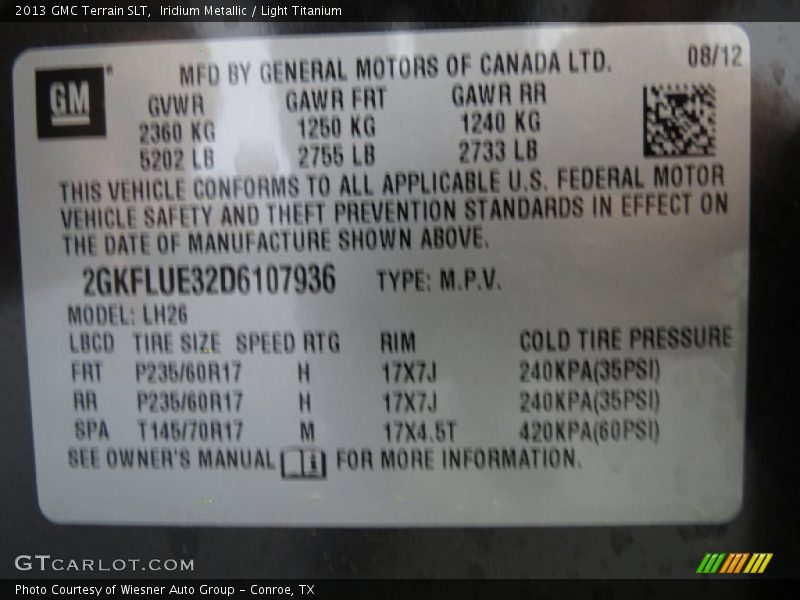 2013 GMC Terrain SLT,  Iridium Metallic / Light Titanium
GM
MFD BY GENERAL MOTORS OF CANADA LTD. 08/12
GVWR GAWR FRT GAWR RR
2360 KG 1250 KG 1240 KG
5202 LB 2755 LB 2733 LB
THIS VEHICLE CONFORMS TO ALL APPLICABLE U.S. FEDERAL MOTOR
VEHICLE SAFETY AND THEFT PREVENTION STANDARDS IN EFFECT ON
THE DATE OF MANUFACTURE SHOWN ABOVE.
2GKFLUE32D6107936 TYPE: M.P.V.
MODEL: LH26
LBCD TIRE SIZE SPEED RTG RIM COLD TIRE PRESSURE
FRT P235/60R17 H 17X7J 240KPA(35PSI)
RR P235/60R17 H 17X7J 240KPA(35PSI)
SPA T145/70R17 M 17X4.5T 420KPA(60PSI)
SEE OWNER'S MANUAL FOR MORE INFORMATION.
GTCARLOT.COM
Photo Courtesy of Wiesner Auto Group - Conroe, TX